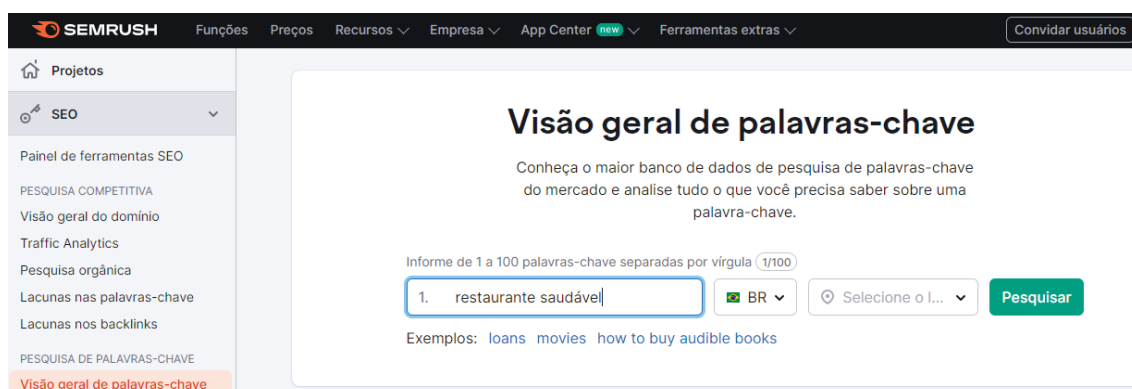 SEMRUSH Funções Preços Recursos Empresa App Center new Ferramentas extras Convidar usuários
Projetos
SEO
Painel de ferramentas SEO
PESQUISA COMPETITIVA
Visão geral do domínio
Traffic Analytics
Pesquisa orgânica
Lacunas nas palavras-chave
Lacunas nos backlinks
PESQUISA DE PALAVRAS-CHAVE
Visão geral de palavras-chave
Visão geral de palavras-chave
Conheça o maior banco de dados de pesquisa de palavras-chave
do mercado e analise tudo o que você precisa saber sobre uma
palavra-chave.
Informe de 1 a 100 palavras-chave separadas por vírgula 1/100
1. restaurante saudável BR Selecione o l... Pesquisar
Exemplos: loans movies how to buy audible books